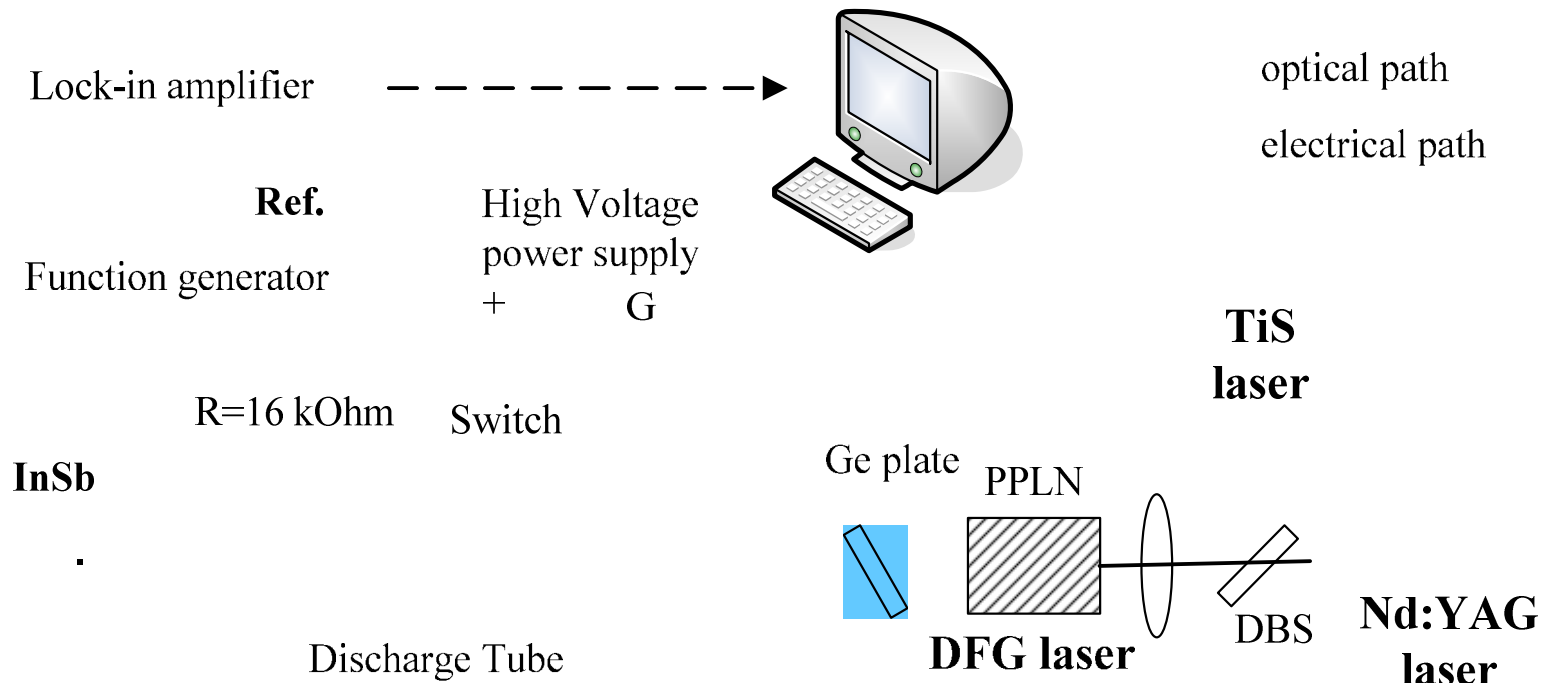 Lock-in amplifier
optical path
electrical path
Ref.
High Voltage
power supply
+ G
Function generator
TiS
laser
R=16 kOhm
Switch
InSb
Ge plate
PPLN
DFG laser
DBS
Nd:YAG
laser
Discharge Tube